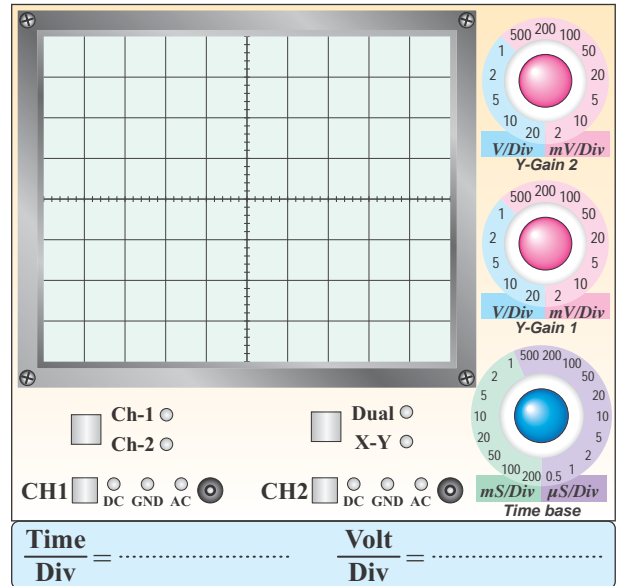 500 200 100
1 50
2 20
5 10
10 5
20 2
V/Div mV/Div
Y-Gain 2
500 200 100
1 50
2 20
5 5
10 10
20 2
V/Div mV/Div
Y-Gain 1
1 500 200 100
2 50
5 20
10 10
20 5
50 2
100 200 0.5 1
mS/Div µS/Div
Time base
Ch-1 Dual
Ch-2 X-Y
CH1 DC GND AC CH2 DC GND AC
Time Volt
= .................... = ....................
Div Div